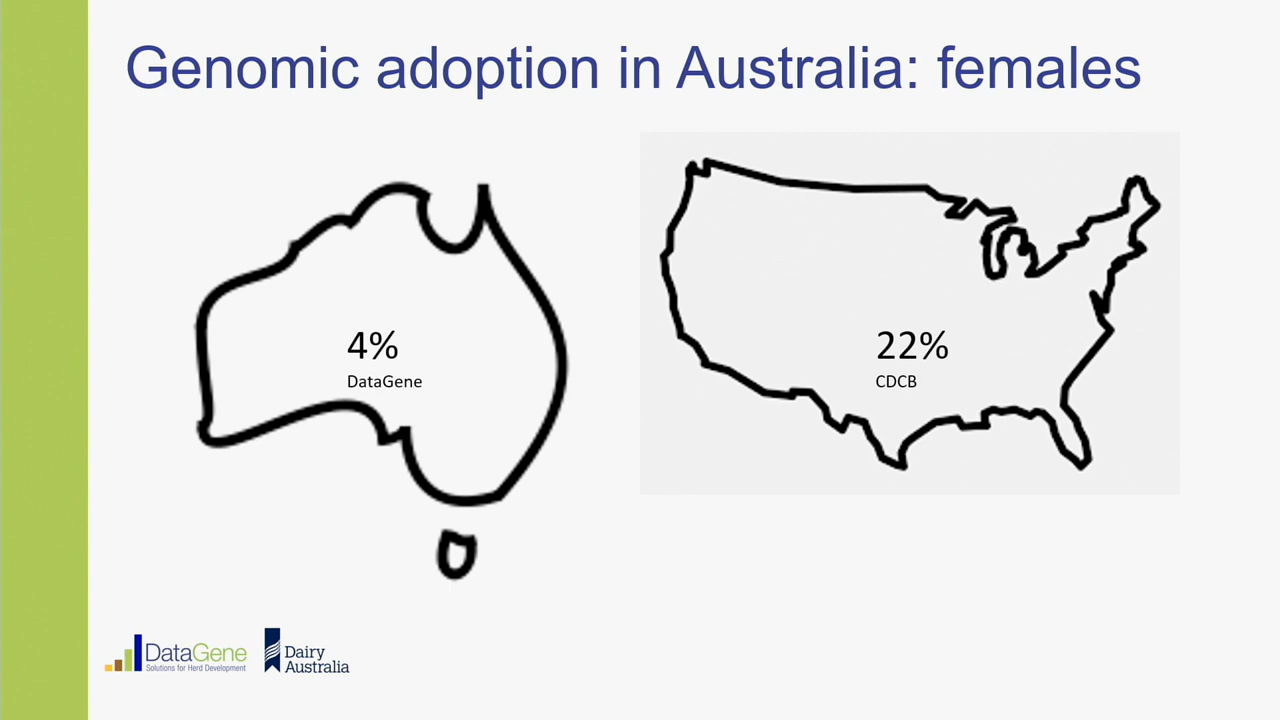 Genomic adoption in Australia: females
4%
DataGene
22%
CDCB
DataGene
Solutions for Herd Development
Dairy
Australia